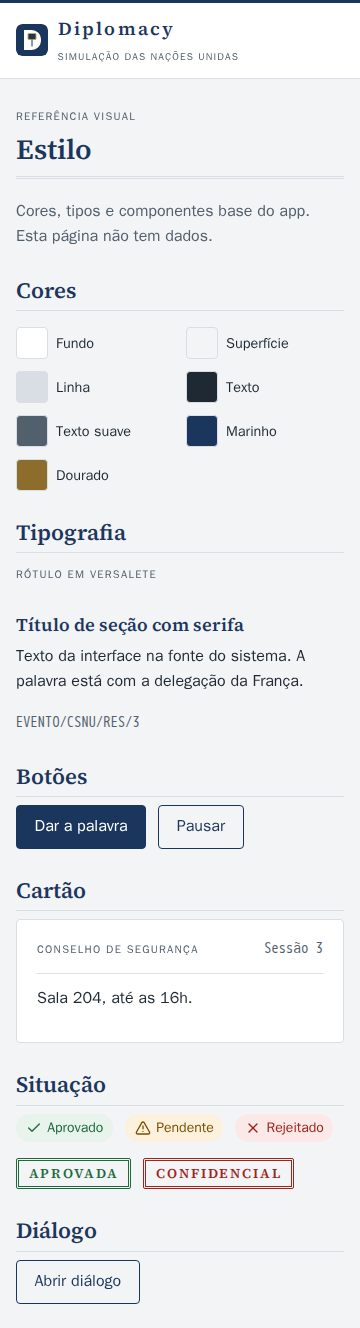 Diplomacy
SIMULAÇÃO DAS NAÇÕES UNIDAS
REFERÊNCIA VISUAL
Estilo
Cores, tipos e componentes base do app.
Esta página não tem dados.
Cores
Fundo
Superfície
Linha
Texto
Texto suave
Marinho
Dourado
Tipografia
RÓTULO EM VERSALETE
Título de seção com serifa
Texto da interface na fonte do sistema. A
palavra está com a delegação da França.
EVENTO/CSNU/RES/3
Botões
Dar a palavra
Pausar
Cartão
CONSELHO DE SEGURANÇA
Sessão 3
Sala 204, até as 16h.
Situação
Aprovado
Pendente
Rejeitado
APROVADA
CONFIDENCIAL
Diálogo
Abrir diálogo